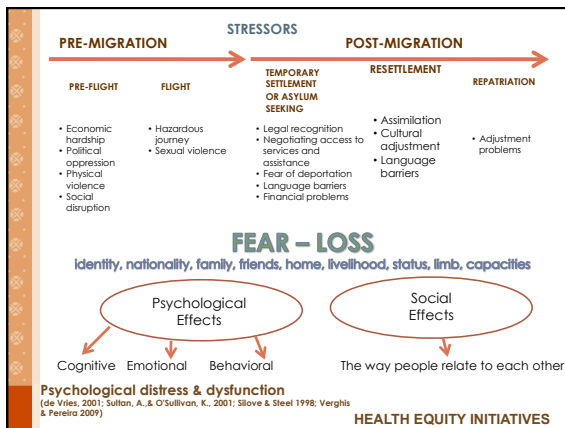 STRESSORS
PRE-MIGRATION
POST-MIGRATION
PRE-FLIGHT
• Economic
hardship
• Political
oppression
• Physical
violence
• Social
disruption
FLIGHT
• Hazardous
journey
• Sexual violence
TEMPORARY
SETTLEMENT
OR ASYLUM
SEEKING
• Legal recognition
• Negotiating access to
services and
assistance
• Fear of deportation
• Language barriers
• Financial problems
RESETTLEMENT
• Assimilation
• Cultural
adjustment
• Language
barriers
REPATRIATION
• Adjustment
problems
FEAR – LOSS
identity, nationality, family, friends, home, livelihood, status, limb, capacities
Psychological
Effects
Social
Effects
Cognitive Emotional Behavioral
The way people relate to each other
Psychological distress & dysfunction
(de Vries, 2001; Sultan, A.,& O'Sullivan, K., 2001; Silove & Steel 1998; Verghis
& Pereira 2009)
HEALTH EQUITY INITIATIVES